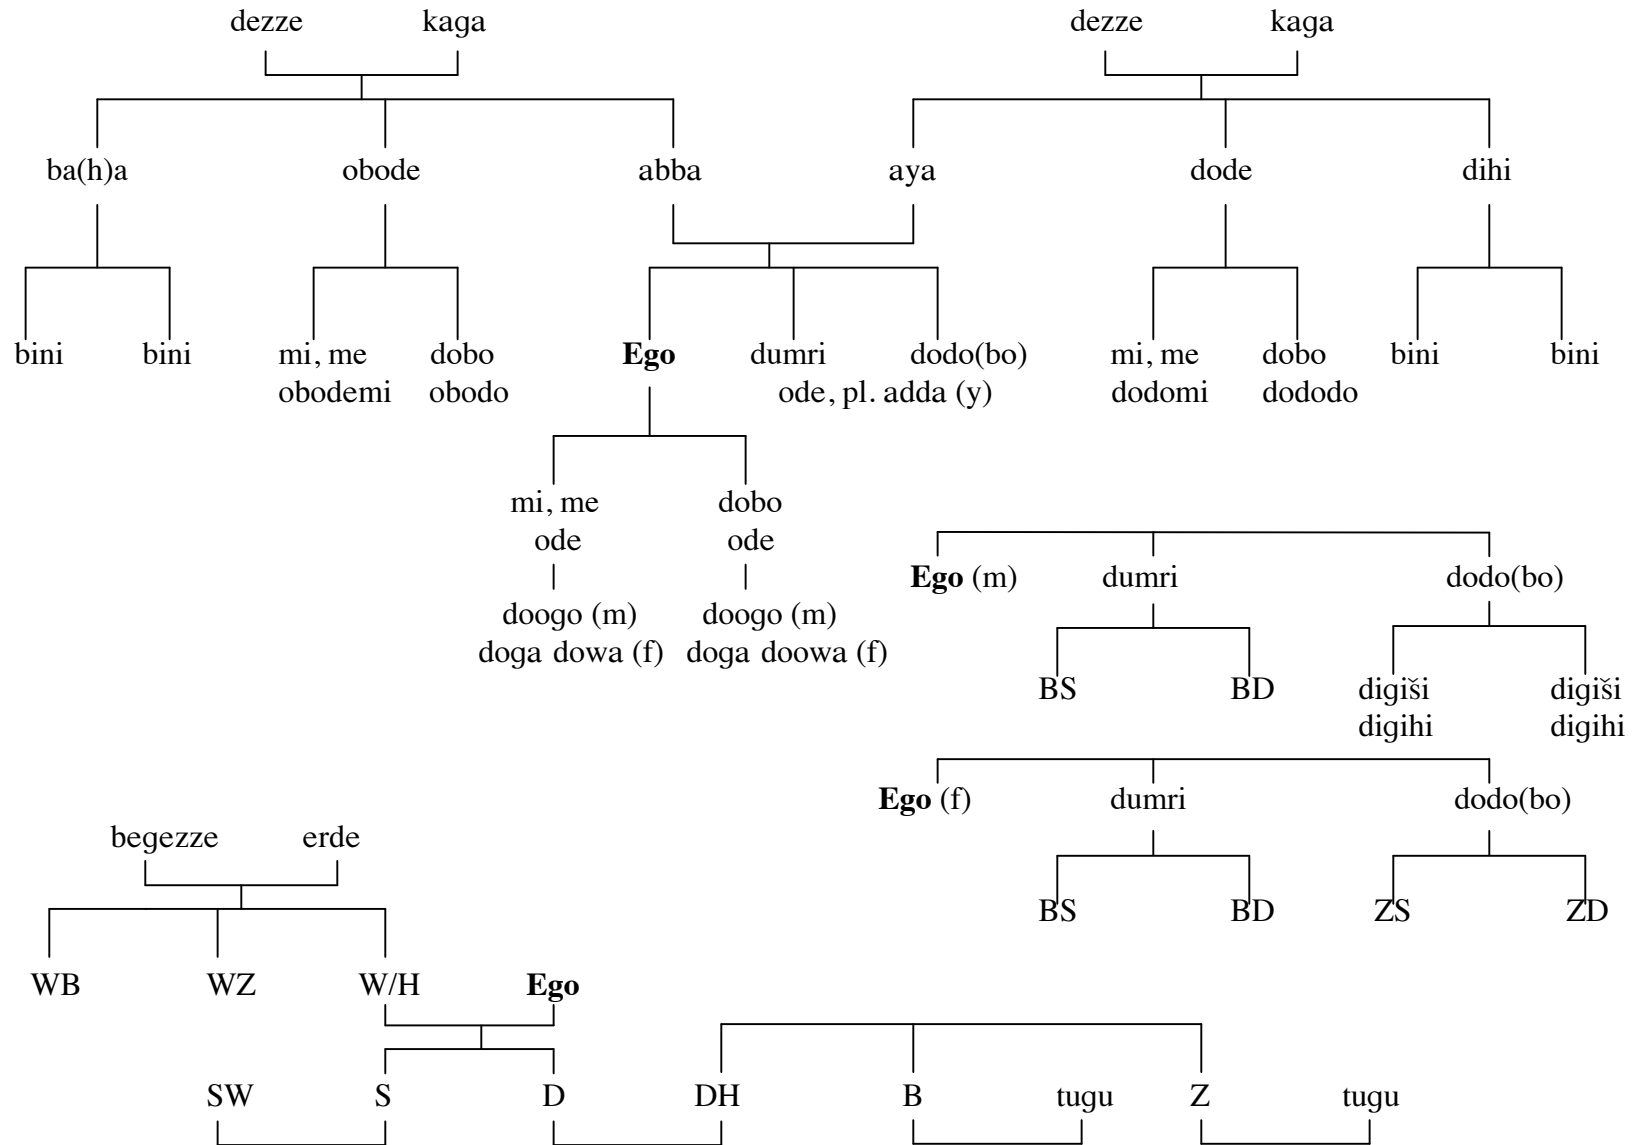 dezze kaga dezze kaga
ba(h)a obode abba aya dode dihi
bini bini mi, me dobo Ego dumri dodo(bo) mi, me dobo bini bini
obodemi obodo ode, pl. adda (y) dodomi dododo
mi, me dobo
ode ode
Ego (m) dumri dodo(bo)
doogo (m) doogo (m)
doga dowa (f) doga doowa (f)
BS BD digiši digiši
digihi digihi
Ego (f) dumri dodo(bo)
begezze erde
BS BD ZS ZD
WB WZ W/H Ego
SW S D DH B tugu Z tugu